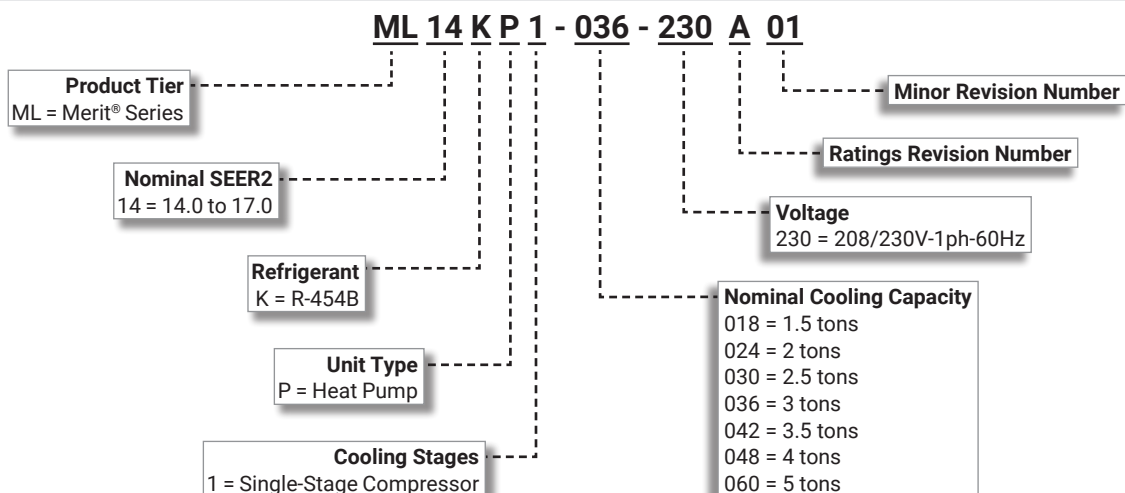 ML 14 K P 1 - 036 - 230 A 01
Product Tier
ML = Merit® Series
Nominal SEER2
14 = 14.0 to 17.0
Refrigerant
K = R-454B
Unit Type
P = Heat Pump
Cooling Stages
1 = Single-Stage Compressor
Minor Revision Number
Ratings Revision Number
Voltage
230 = 208/230V-1ph-60Hz
Nominal Cooling Capacity
018 = 1.5 tons
024 = 2 tons
030 = 2.5 tons
036 = 3 tons
042 = 3.5 tons
048 = 4 tons
060 = 5 tons